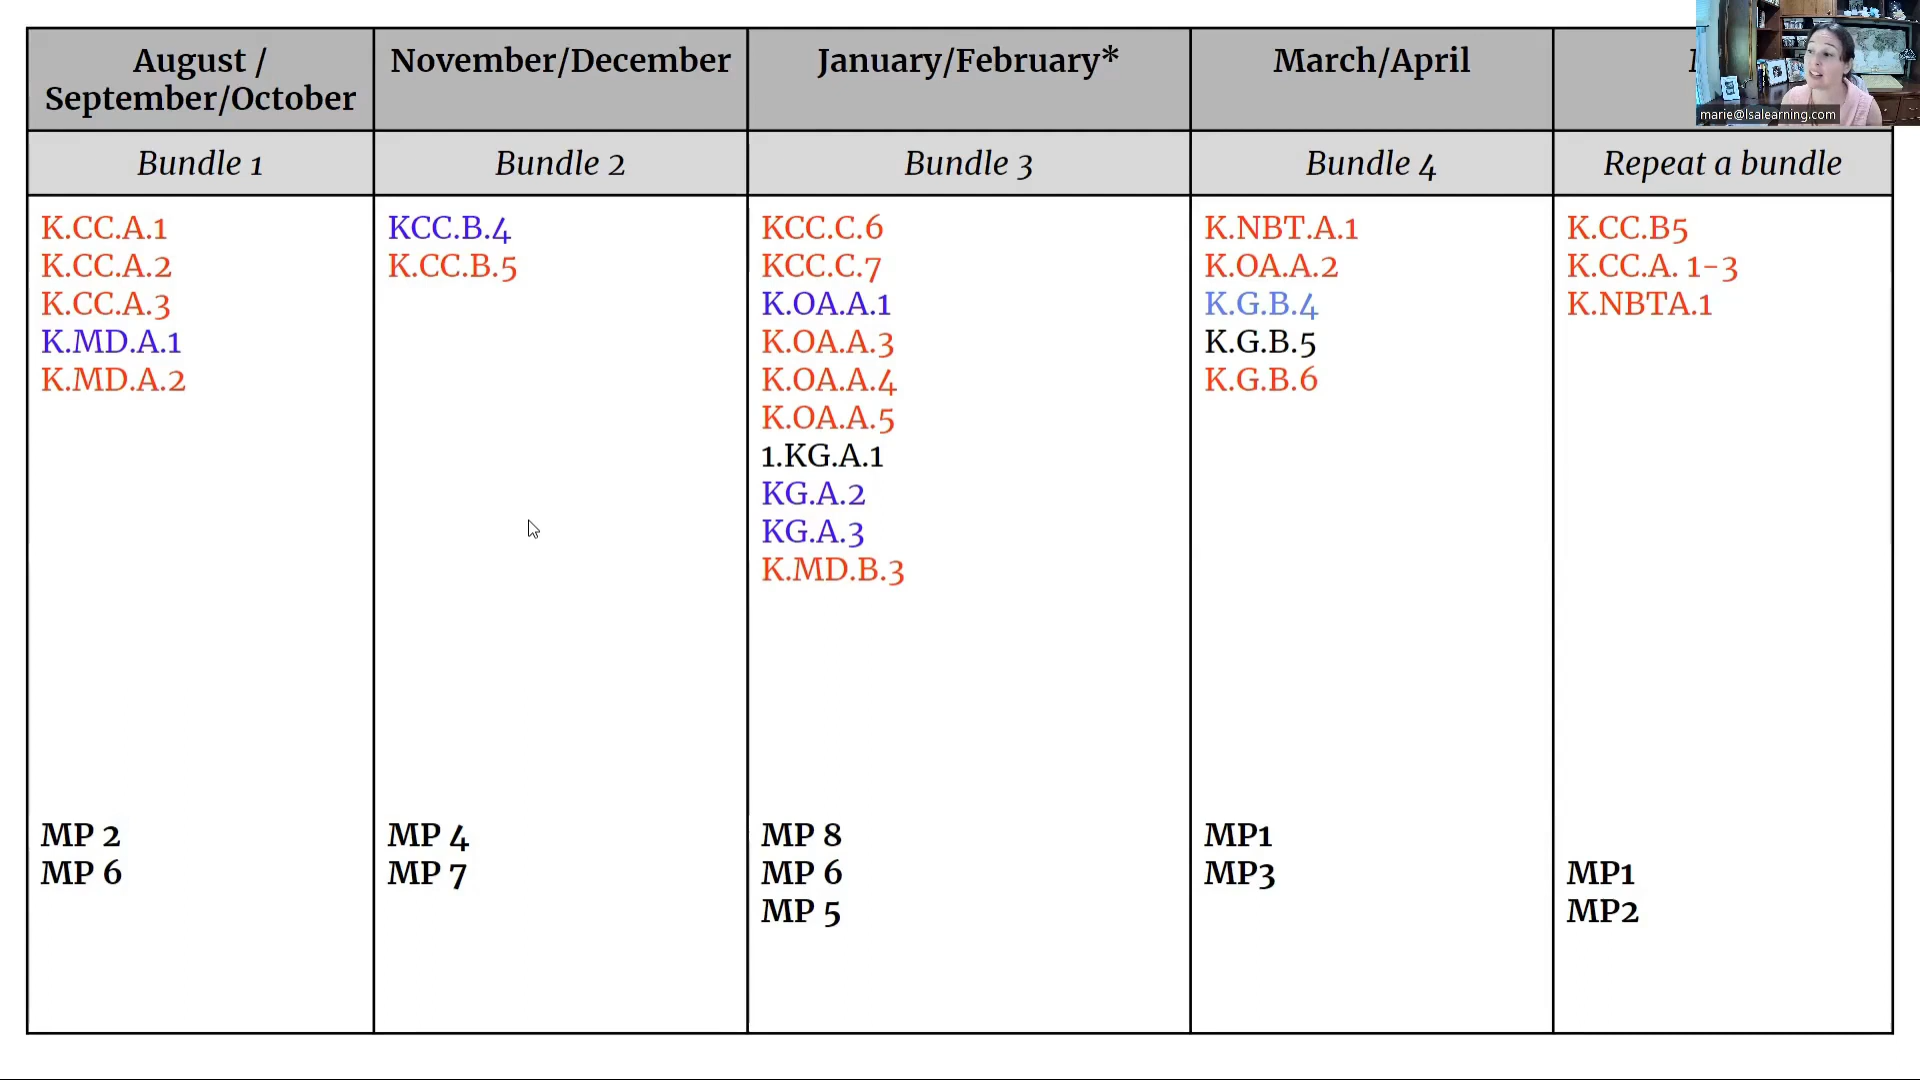 August /
September/October
November/December
January/February*
March/April
marie@lsalearning.com
Bundle 1
Bundle 2
Bundle 3
Bundle 4
Repeat a bundle
K.CC.A.1
K.CC.A.2
K.CC.A.3
K.MD.A.1
K.MD.A.2
MP 2
MP 6
KCC.B.4
K.CC.B.5
MP 4
MP 7
KCC.C.6
KCC.C.7
K.OA.A.1
K.OA.A.3
K.OA.A.4
K.OA.A.5
1.KG.A.1
KG.A.2
KG.A.3
K.MD.B.3
MP 8
MP 6
MP 5
K.NBT.A.1
K.OA.A.2
K.G.B.4
K.G.B.5
K.G.B.6
MP1
MP3
K.CC.B5
K.CC.A. 1-3
K.NBTA.1
MP1
MP2